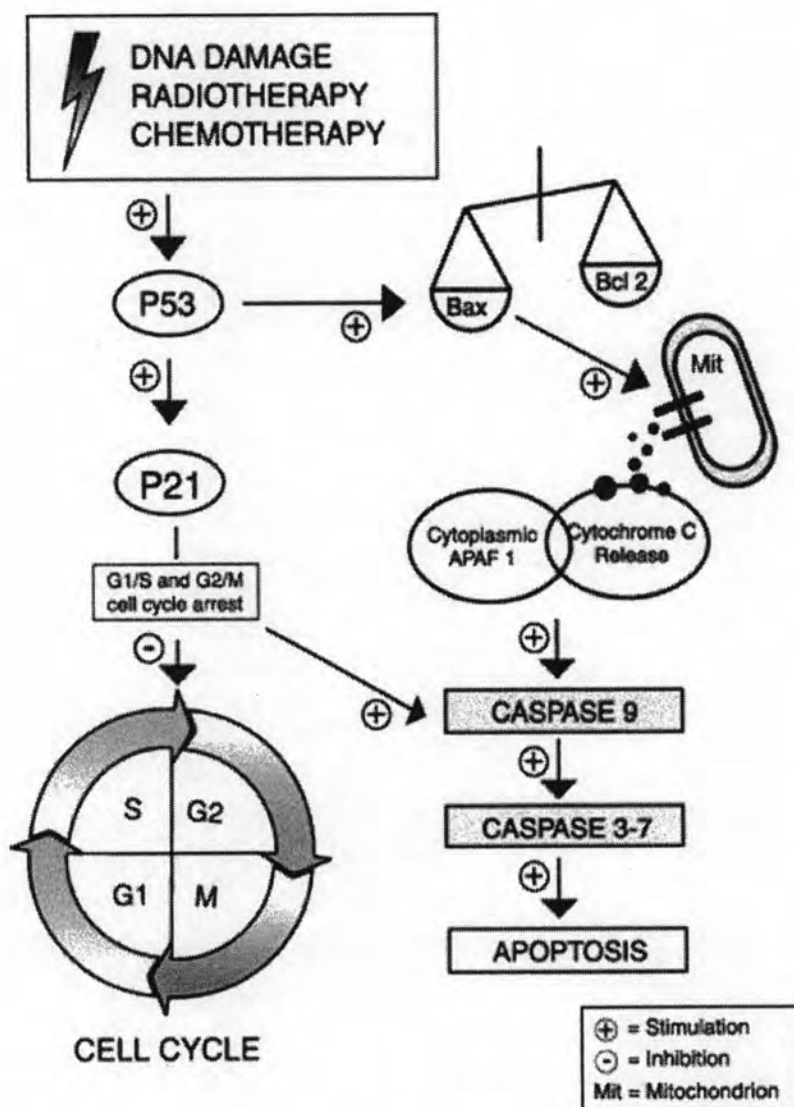 DNA DAMAGE
RADIOTHERAPY
CHEMOTHERAPY
+
P53
+
Bax
Bcl 2
+
Mit
+
P21
Cytoplasmic
APAF 1
Cytochrome C
Release
G1/S and G2/M
cell cycle arrest
-
+
+
CASPASE 9
+
CASPASE 3-7
+
APOPTOSIS
S
G2
G1
M
CELL CYCLE
+ = Stimulation
- = Inhibition
Mit = Mitochondrion